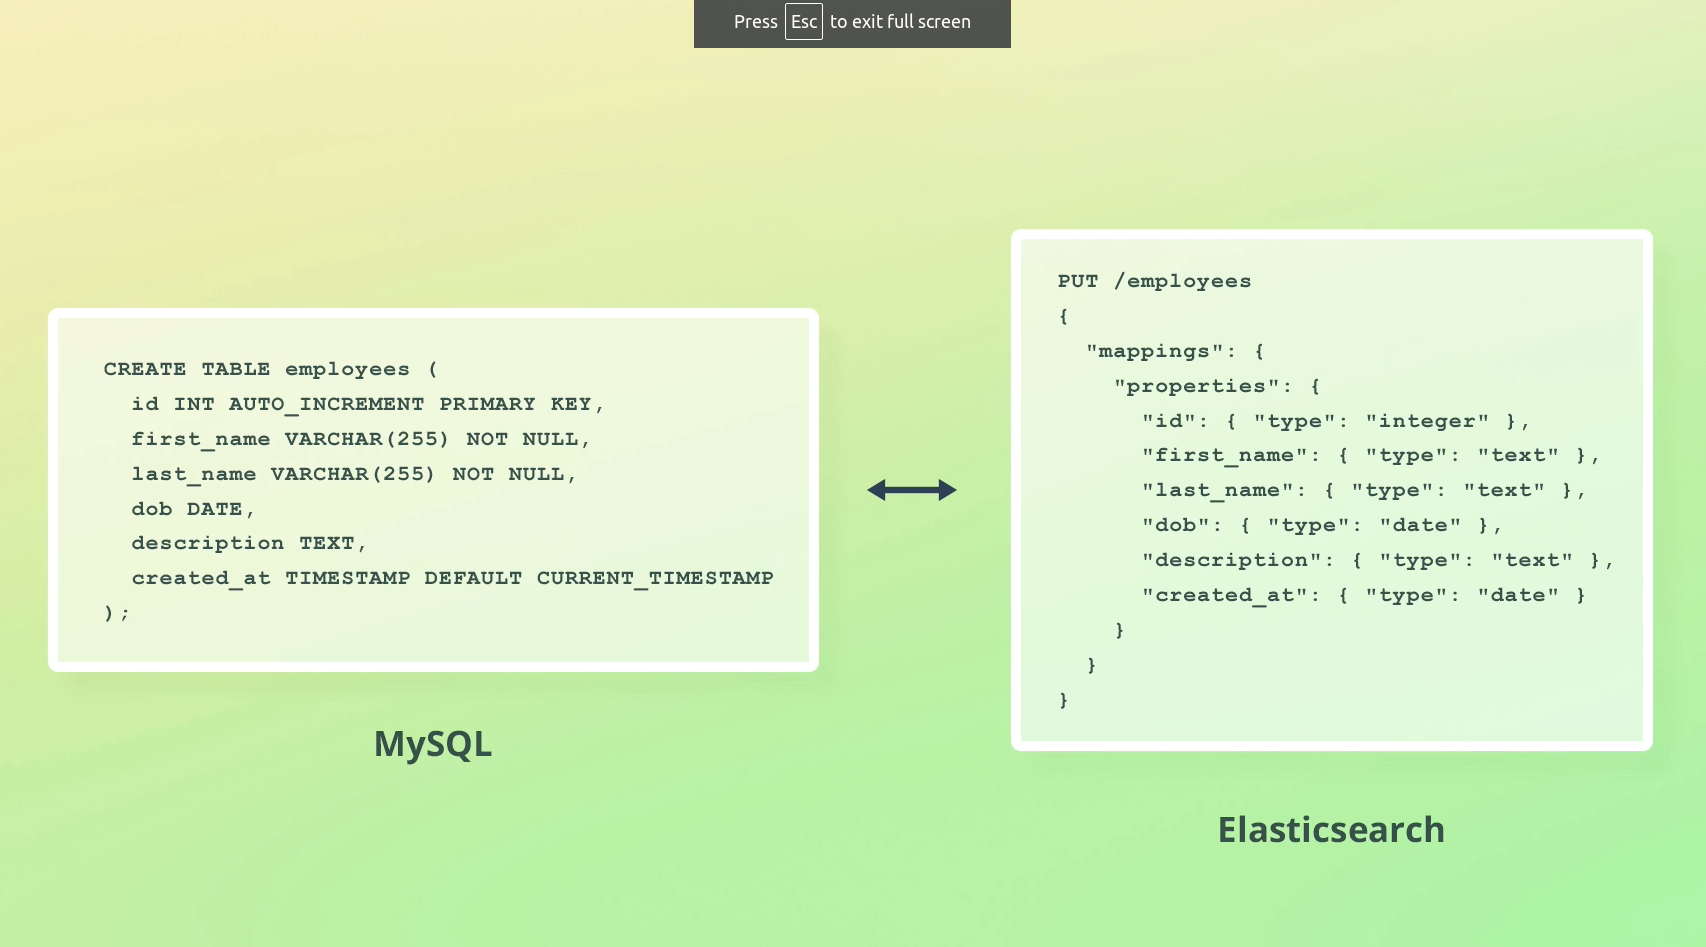 Press Esc to exit full screen
CREATE TABLE employees (
  id INT AUTO_INCREMENT PRIMARY KEY,
  first_name VARCHAR(255) NOT NULL,
  last_name VARCHAR(255) NOT NULL,
  dob DATE,
  description TEXT,
  created_at TIMESTAMP DEFAULT CURRENT_TIMESTAMP
);
MySQL
PUT /employees
{
  "mappings": {
    "properties": {
      "id": { "type": "integer" },
      "first_name": { "type": "text" },
      "last_name": { "type": "text" },
      "dob": { "type": "date" },
      "description": { "type": "text" },
      "created_at": { "type": "date" }
    }
  }
}
Elasticsearch